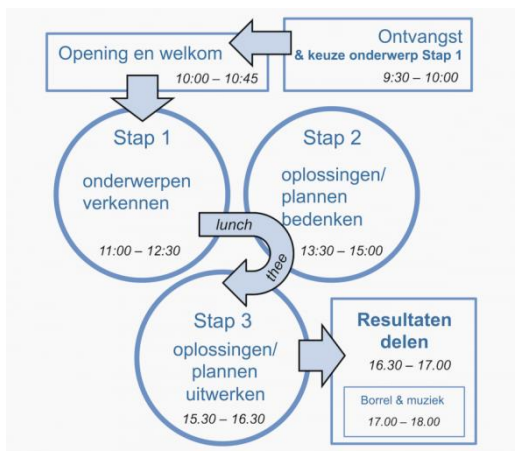 Ontvangst
& keuze onderwerp Stap 1
9:30 – 10:00
Opening en welkom
10:00 – 10:45
Stap 1
onderwerpen
verkennen
11:00 – 12:30
lunch
Stap 2
oplossingen/
plannen
bedenken
13:30 – 15:00
thee
Stap 3
oplossingen/
plannen
uitwerken
15.30 – 16.30
Resultaten
delen
16.30 – 17.00
Borrel & muziek
17.00 – 18.00